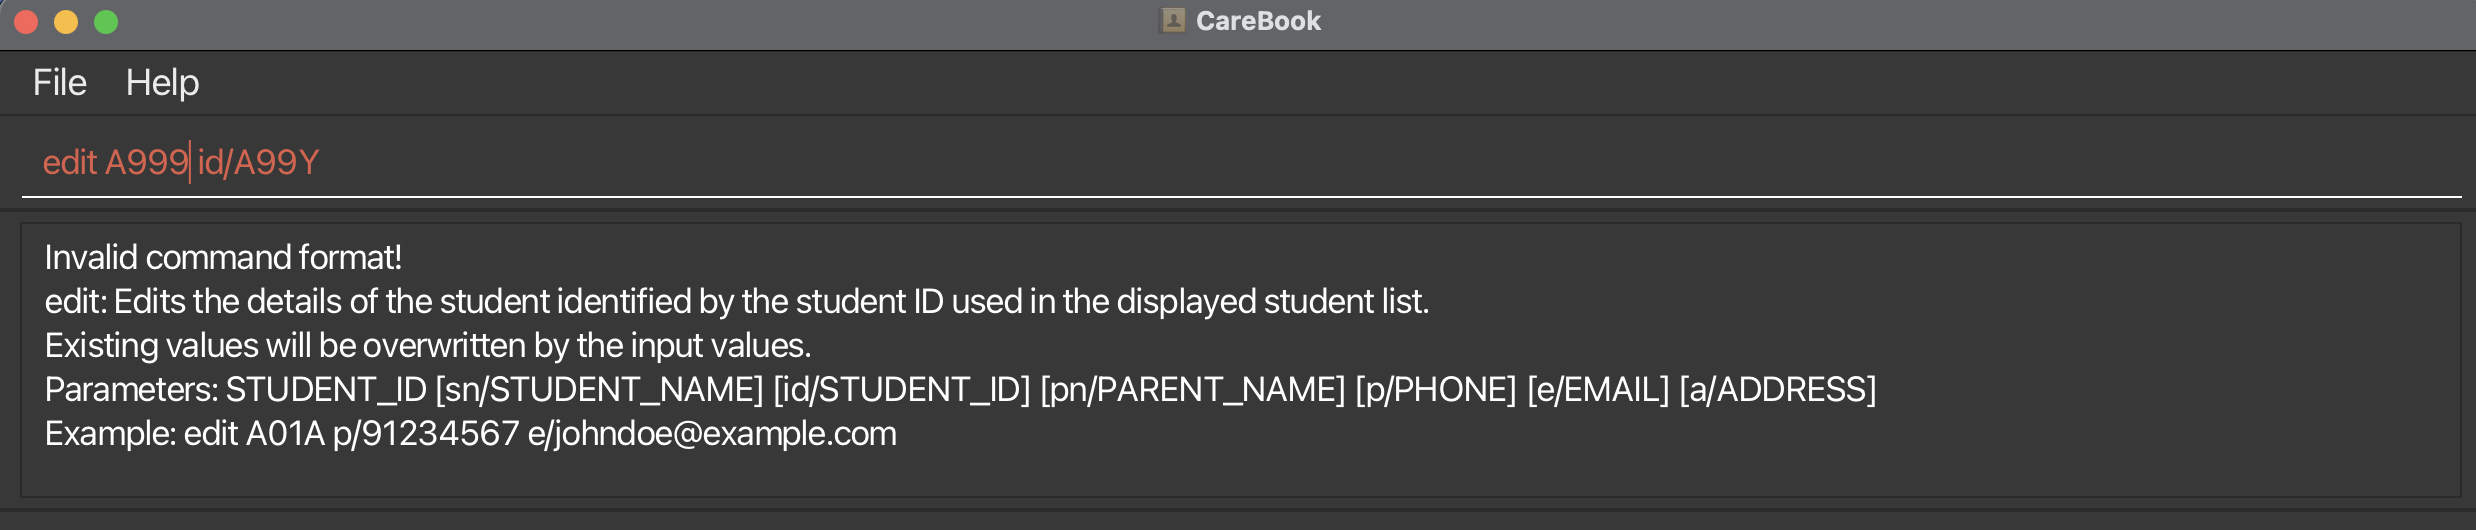 CareBook
File Help
edit A999 id/A99Y
Invalid command format!
edit: Edits the details of the student identified by the student ID used in the displayed student list.
Existing values will be overwritten by the input values.
Parameters: STUDENT_ID [sn/STUDENT_NAME] [id/STUDENT_ID] [pn/PARENT_NAME] [p/PHONE] [e/EMAIL] [a/ADDRESS]
Example: edit A01A p/91234567 e/johndoe@example.com